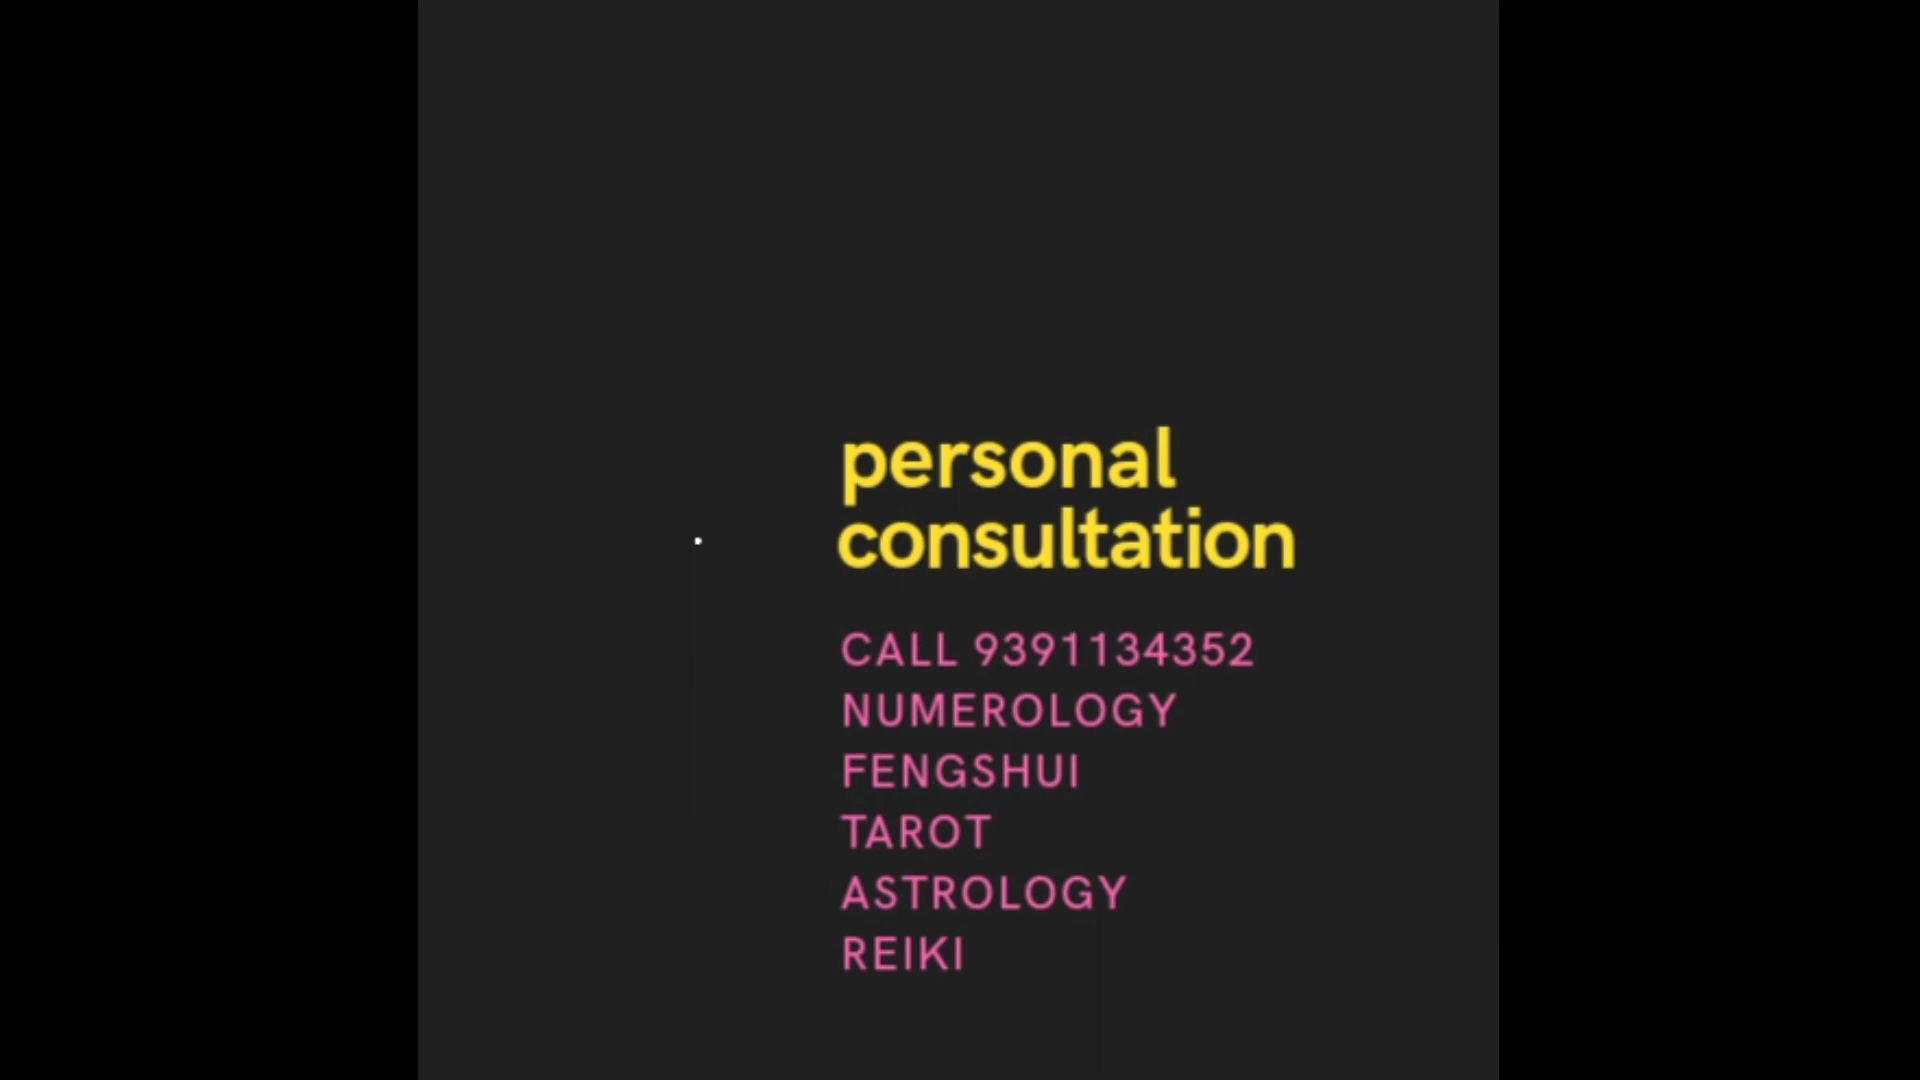 personal
consultation
CALL 9391134352
NUMEROLOGY
FENGSHUI
TAROT
ASTROLOGY
REIKI